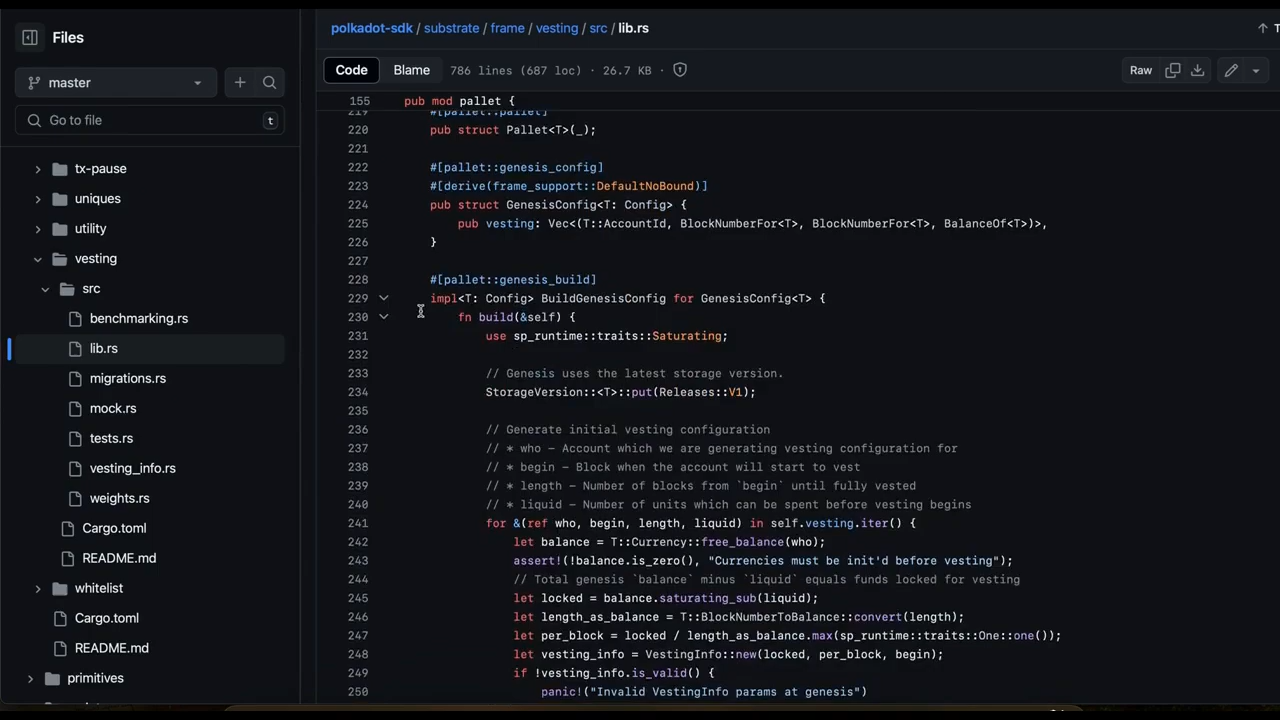 Files
master
Go to file
t
tx-pause
uniques
utility
vesting
src
benchmarking.rs
lib.rs
migrations.rs
mock.rs
tests.rs
vesting_info.rs
weights.rs
Cargo.toml
README.md
whitelist
Cargo.toml
README.md
primitives
polkadot-sdk / substrate / frame / vesting / src / lib.rs
Code Blame 786 lines (687 loc) · 26.7 KB
Raw
155 pub mod pallet {
219 #[pallet::pallet]
220 pub struct Pallet<T>(_);
221
222 #[pallet::genesis_config]
223 #[derive(frame_support::DefaultNoBound)]
224 pub struct GenesisConfig<T: Config> {
225 pub vesting: Vec<(T::AccountId, BlockNumberFor<T>, BlockNumberFor<T>, BalanceOf<T>)>,
226 }
227
228 #[pallet::genesis_build]
229 impl<T: Config> BuildGenesisConfig for GenesisConfig<T> {
230 fn build(&self) {
231 use sp_runtime::traits::Saturating;
232
233 // Genesis uses the latest storage version.
234 StorageVersion::<T>::put(Releases::V1);
235
236 // Generate initial vesting configuration
237 // * who - Account which we are generating vesting configuration for
238 // * begin - Block when the account will start to vest
239 // * length - Number of blocks from `begin` until fully vested
240 // * liquid - Number of units which can be spent before vesting begins
241 for &(ref who, begin, length, liquid) in self.vesting.iter() {
242 let balance = T::Currency::free_balance(who);
243 assert!(!balance.is_zero(), "Currencies must be init'd before vesting");
244 // Total genesis `balance` minus `liquid` equals funds locked for vesting
245 let locked = balance.saturating_sub(liquid);
246 let length_as_balance = T::BlockNumberToBalance::convert(length);
247 let per_block = locked / length_as_balance.max(sp_runtime::traits::One::one());
248 let vesting_info = VestingInfo::new(locked, per_block, begin);
249 if !vesting_info.is_valid() {
250 panic!("Invalid VestingInfo params at genesis")